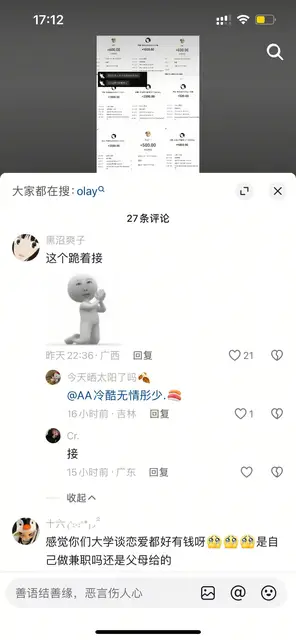 17:12
+500.00
大家都在搜：olay
27条评论
黑沼爽子
这个跪着接
昨天 22:36 · 广西 回复
21
今天晒太阳了吗
@AA冷酷无情彤少.
16小时前 · 吉林 回复
1
Cr.
接
15小时前 · 广东 回复
收起
十六
感觉你们大学谈恋爱都好有钱呀🥹🥹🥹是自
己做兼职吗还是父母给的
善语结善缘，恶言伤人心